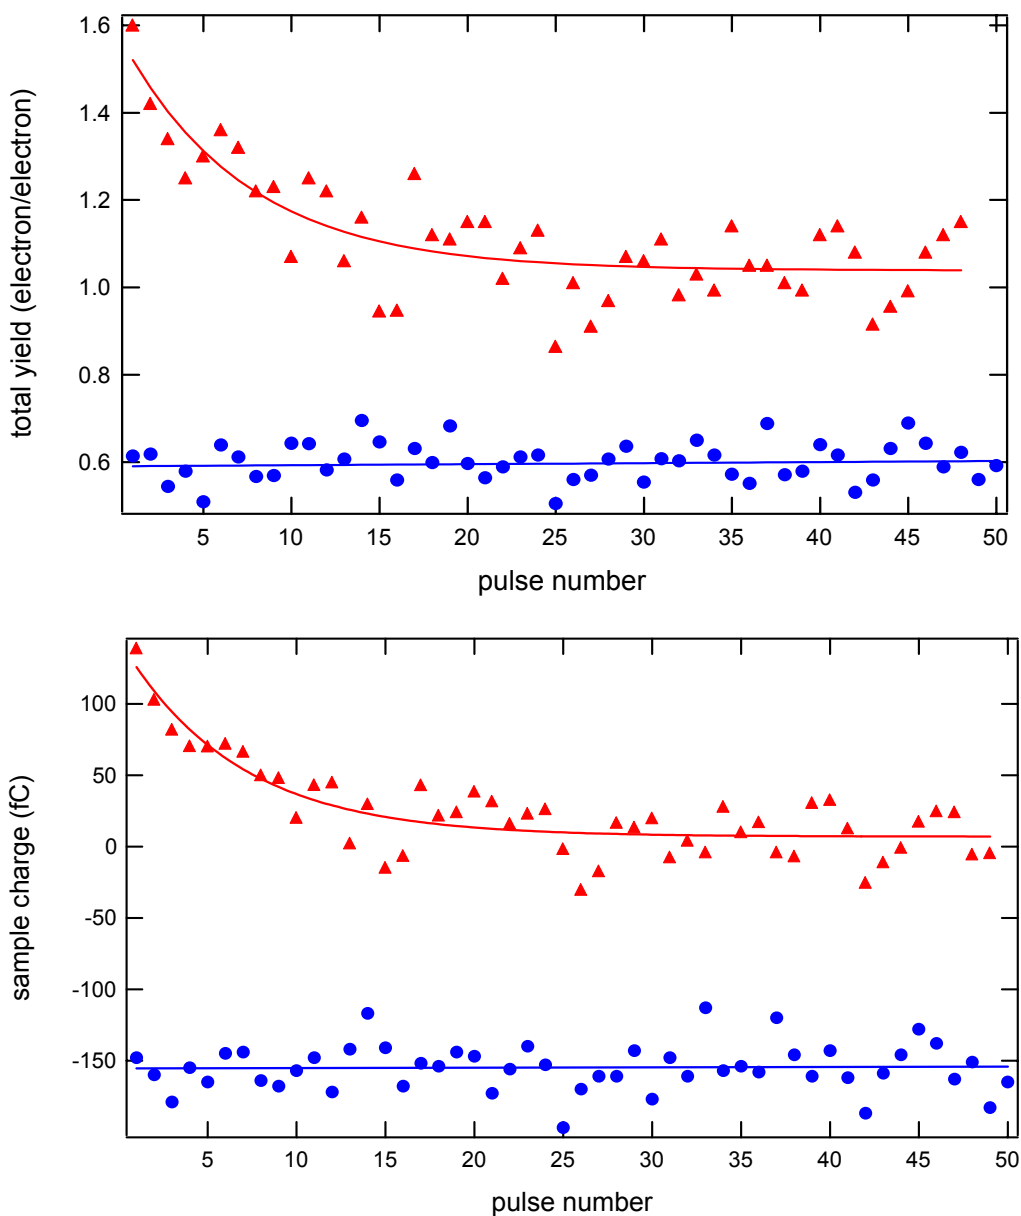 1.6
1.4
1.2
1.0
0.8
0.6
total yield (electron/electron)
5 10 15 20 25 30 35 40 45 50
pulse number
100
50
0
-50
-100
-150
sample charge (fC)
5 10 15 20 25 30 35 40 45 50
pulse number